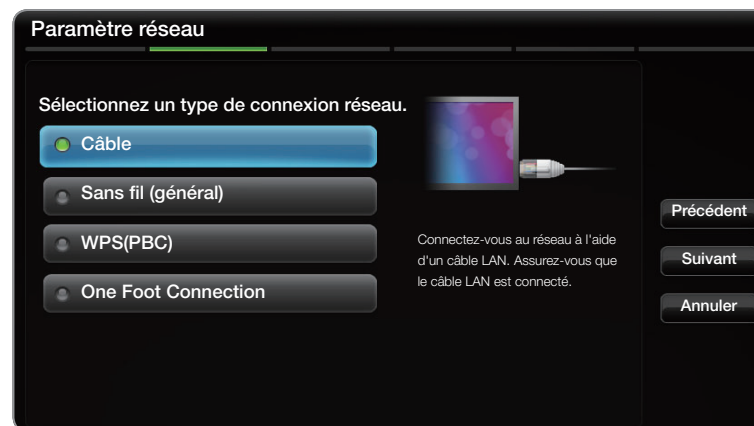 Paramètre réseau
Sélectionnez un type de connexion réseau.
Câble
Sans fil (général)
WPS(PBC)
One Foot Connection
Connectez-vous au réseau à l'aide
d'un câble LAN. Assurez-vous que
le câble LAN est connecté.
Précédent
Suivant
Annuler